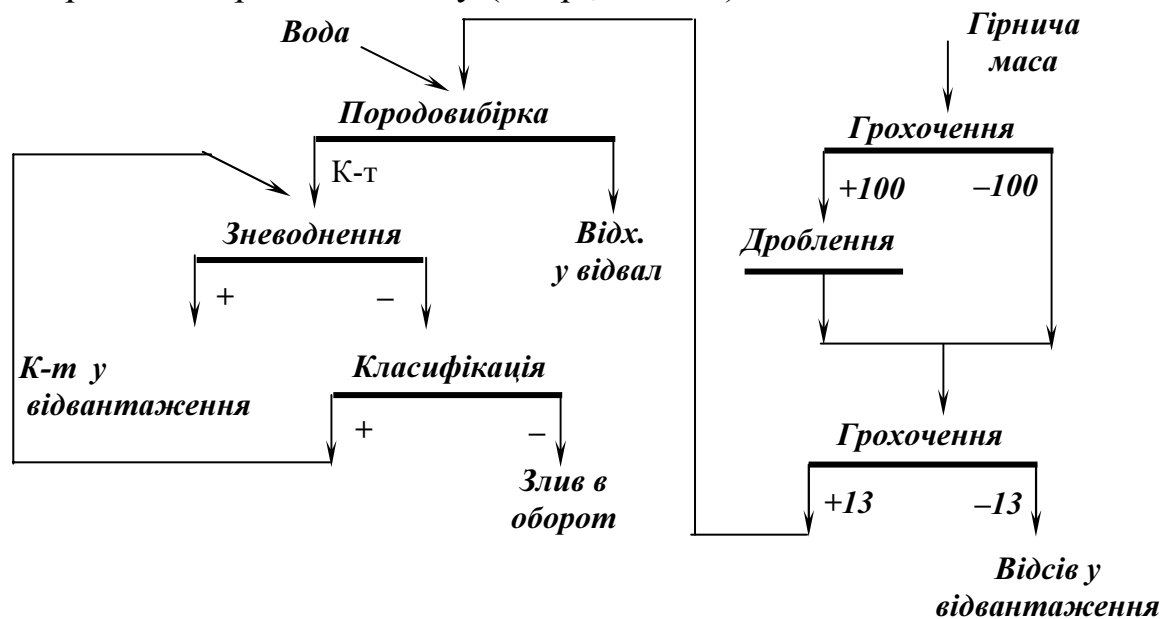 Вода
Гірнича
маса
Породовибірка
Грохочення
К-т
+100
–100
Зневоднення
Відх.
у відвал
Дроблення
+
–
К-т у
відвантаження
Класифікація
+
–
Грохочення
Злив в
оборот
+13
–13
Відсів у
відвантаження